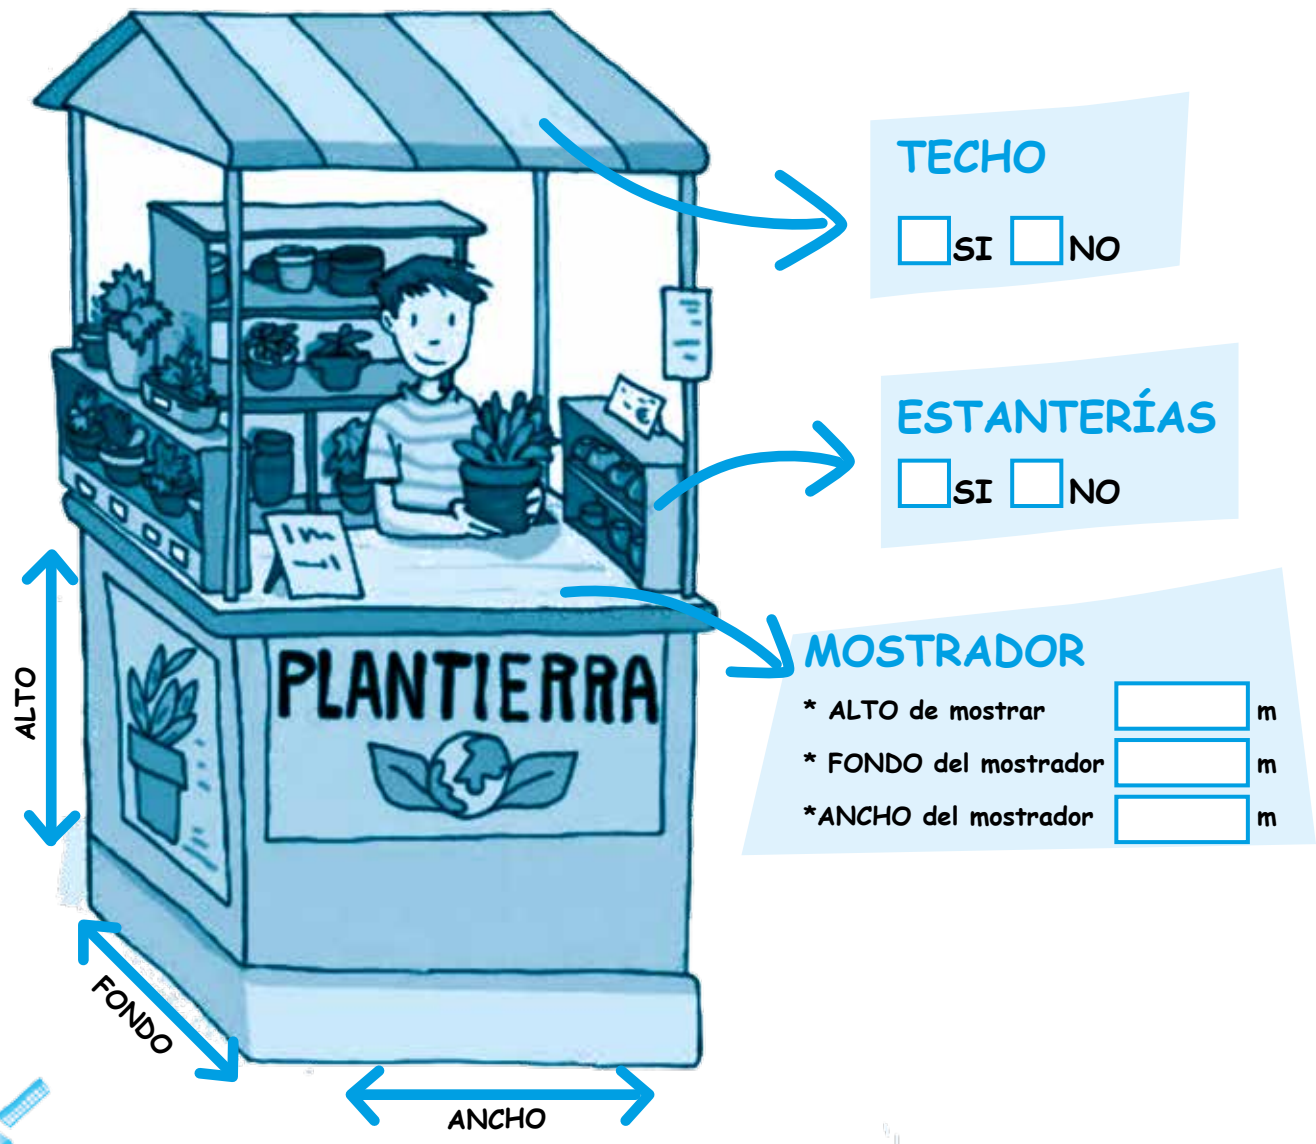 TECHO
SI NO
ESTANTERÍAS
SI NO
PLANTIERRA
MOSTRADOR
* ALTO de mostrar m
* FONDO del mostrador m
*ANCHO del mostrador m
ALTO
FONDO
ANCHO